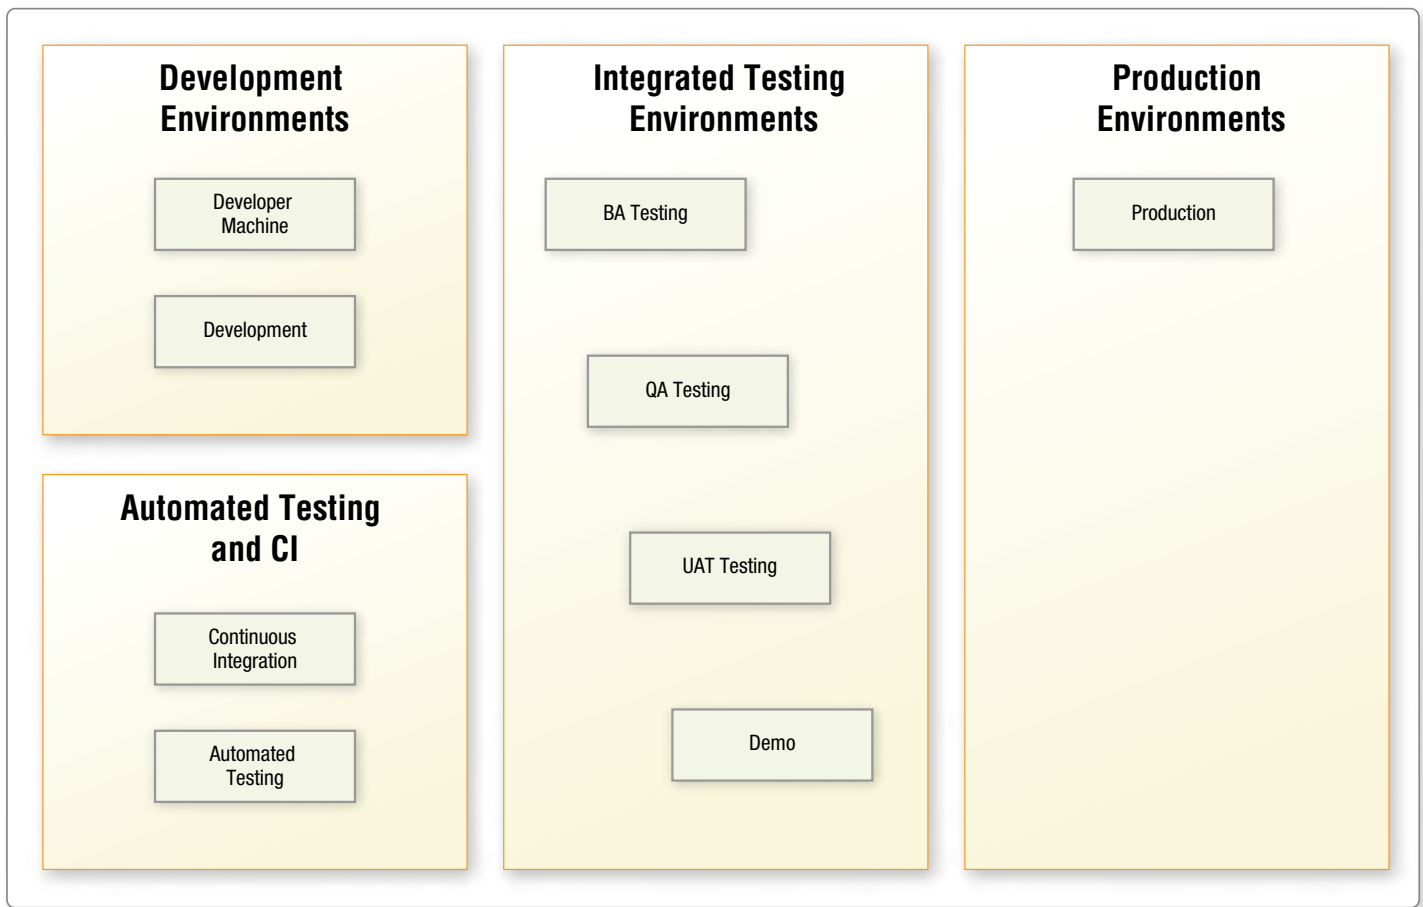 Development
Environments
Developer
Machine
Development
Automated Testing
and CI
Continuous
Integration
Automated
Testing
Integrated Testing
Environments
BA Testing
QA Testing
UAT Testing
Demo
Production
Environments
Production